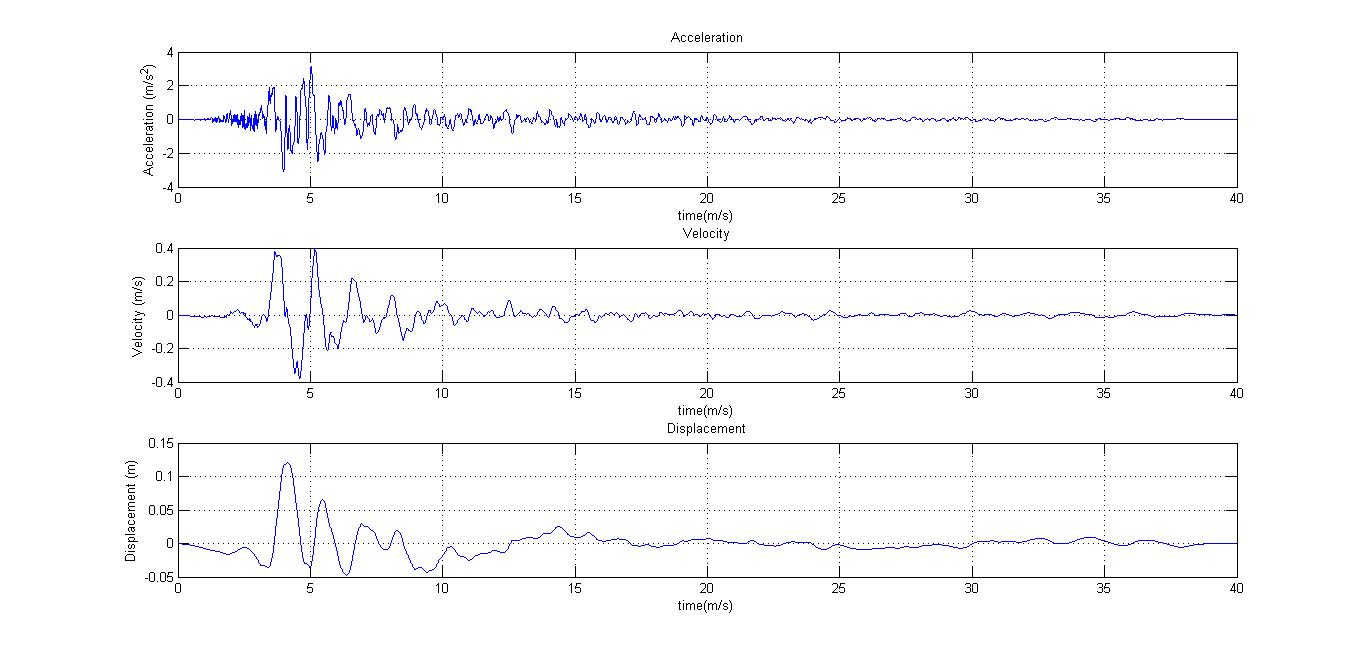 Acceleration
Acceleration (m/s²)
4
2
0
-2
-4
0 5 10 15 20 25 30 35 40
time(m/s)
Velocity
Velocity (m/s)
0.4
0.2
0
-0.2
-0.4
0 5 10 15 20 25 30 35 40
time(m/s)
Displacement
Displacement (m)
0.15
0.1
0.05
0
-0.05
0 5 10 15 20 25 30 35 40
time(m/s)